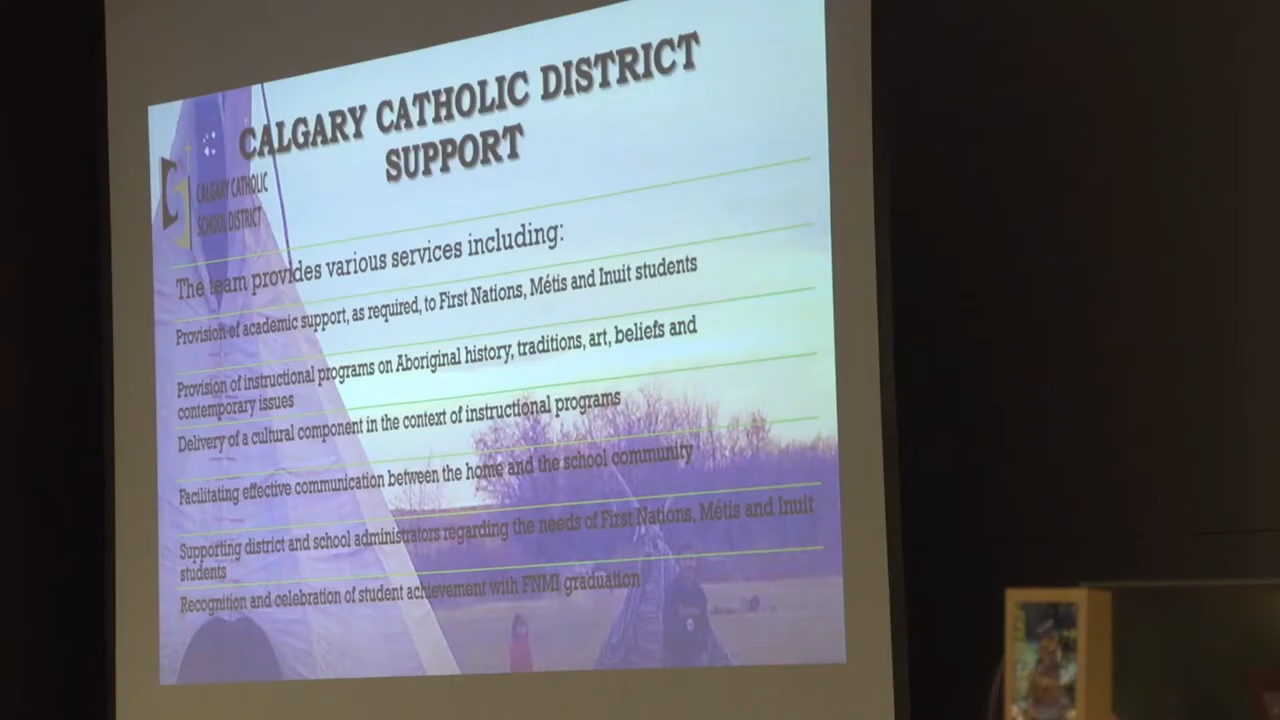 CALGARY CATHOLIC DISTRICT
SUPPORT
CALGARY CATHOLIC
SCHOOL DISTRICT
The team provides various services including:
Provision of academic support, as required, to First Nations, Métis and Inuit students
Provision of instructional programs on Aboriginal history, traditions, art, beliefs and
contemporary issues
Delivery of a cultural component in the context of instructional programs
Facilitating effective communication between the home and the school community
Supporting district and school administrators regarding the needs of First Nations, Métis and Inuit
students
Recognition and celebration of student achievement with FNMI graduation